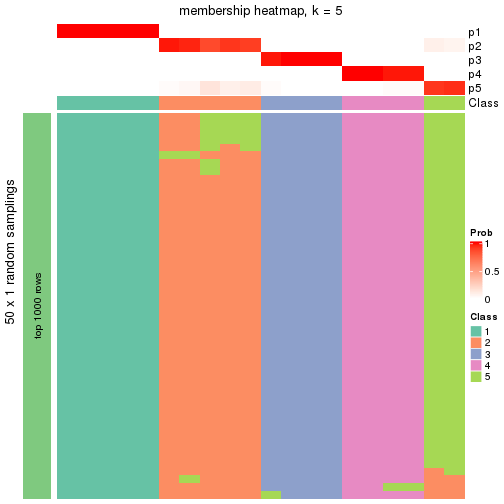 membership heatmap, k = 5
p1
p2
p3
p4
p5
Class
50 x 1 random samplings
top 1000 rows
Prob
1
0.5
0
Class
1
2
3
4
5